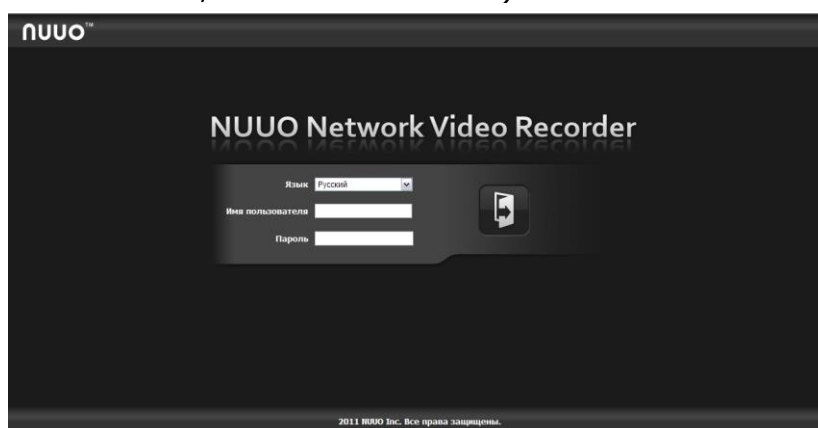 nuuo™
NUUO Network Video Recorder
Язык Русский
Имя пользователя
Пароль
2011 NUUO Inc. Все права защищены.